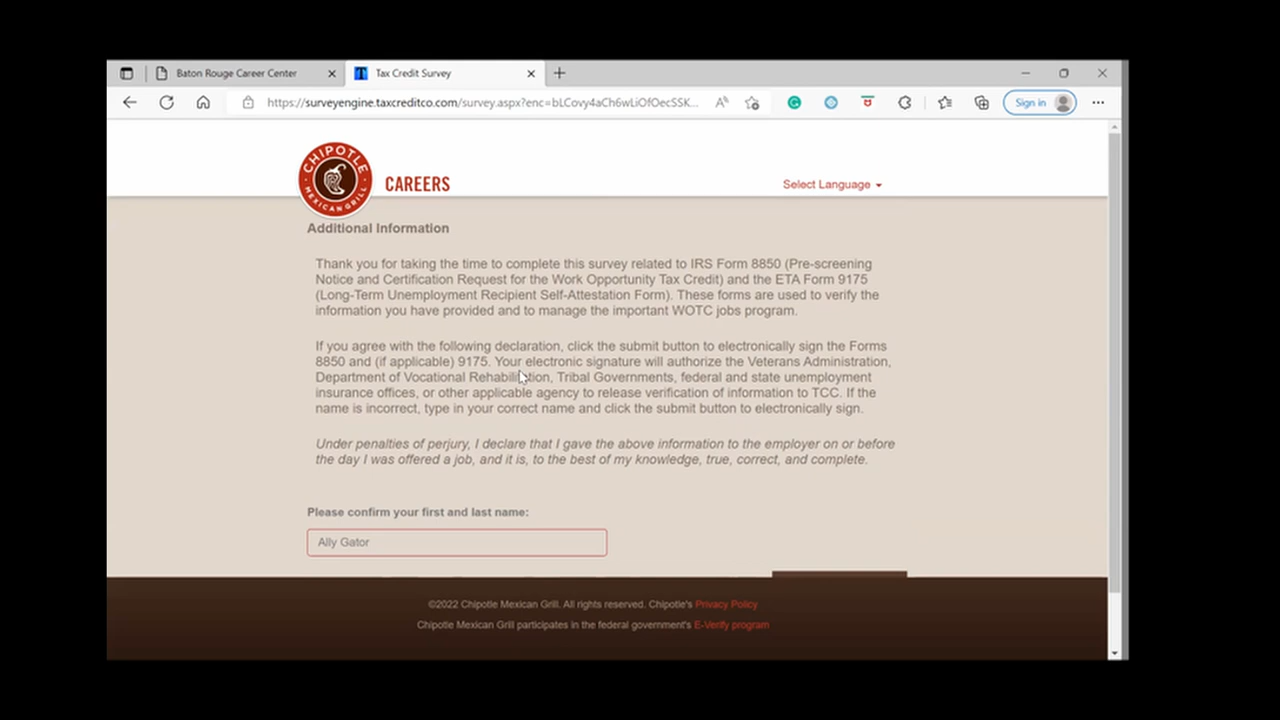 Baton Rouge Career Center
Tax Credit Survey
https://surveyengine.taxcreditco.com/survey.aspx?enc=bLCovy4aCh6wLiOfOecSSK...
Sign in
CHIPOTLE
MEXICAN GRILL
CAREERS
Select Language
Additional Information
Thank you for taking the time to complete this survey related to IRS Form 8850 (Pre-screening
Notice and Certification Request for the Work Opportunity Tax Credit) and the ETA Form 9175
(Long-Term Unemployment Recipient Self-Attestation Form). These forms are used to verify the
information you have provided and to manage the important WOTC jobs program.
If you agree with the following declaration, click the submit button to electronically sign the Forms
8850 and (if applicable) 9175. Your electronic signature will authorize the Veterans Administration,
Department of Vocational Rehabilitation, Tribal Governments, federal and state unemployment
insurance offices, or other applicable agency to release verification of information to TCC. If the
name is incorrect, type in your correct name and click the submit button to electronically sign.
Under penalties of perjury, I declare that I gave the above information to the employer on or before
the day I was offered a job, and it is, to the best of my knowledge, true, correct, and complete.
Please confirm your first and last name:
Ally Gator
©2022 Chipotle Mexican Grill. All rights reserved. Chipotle's Privacy Policy
Chipotle Mexican Grill participates in the federal government's E-Verify program